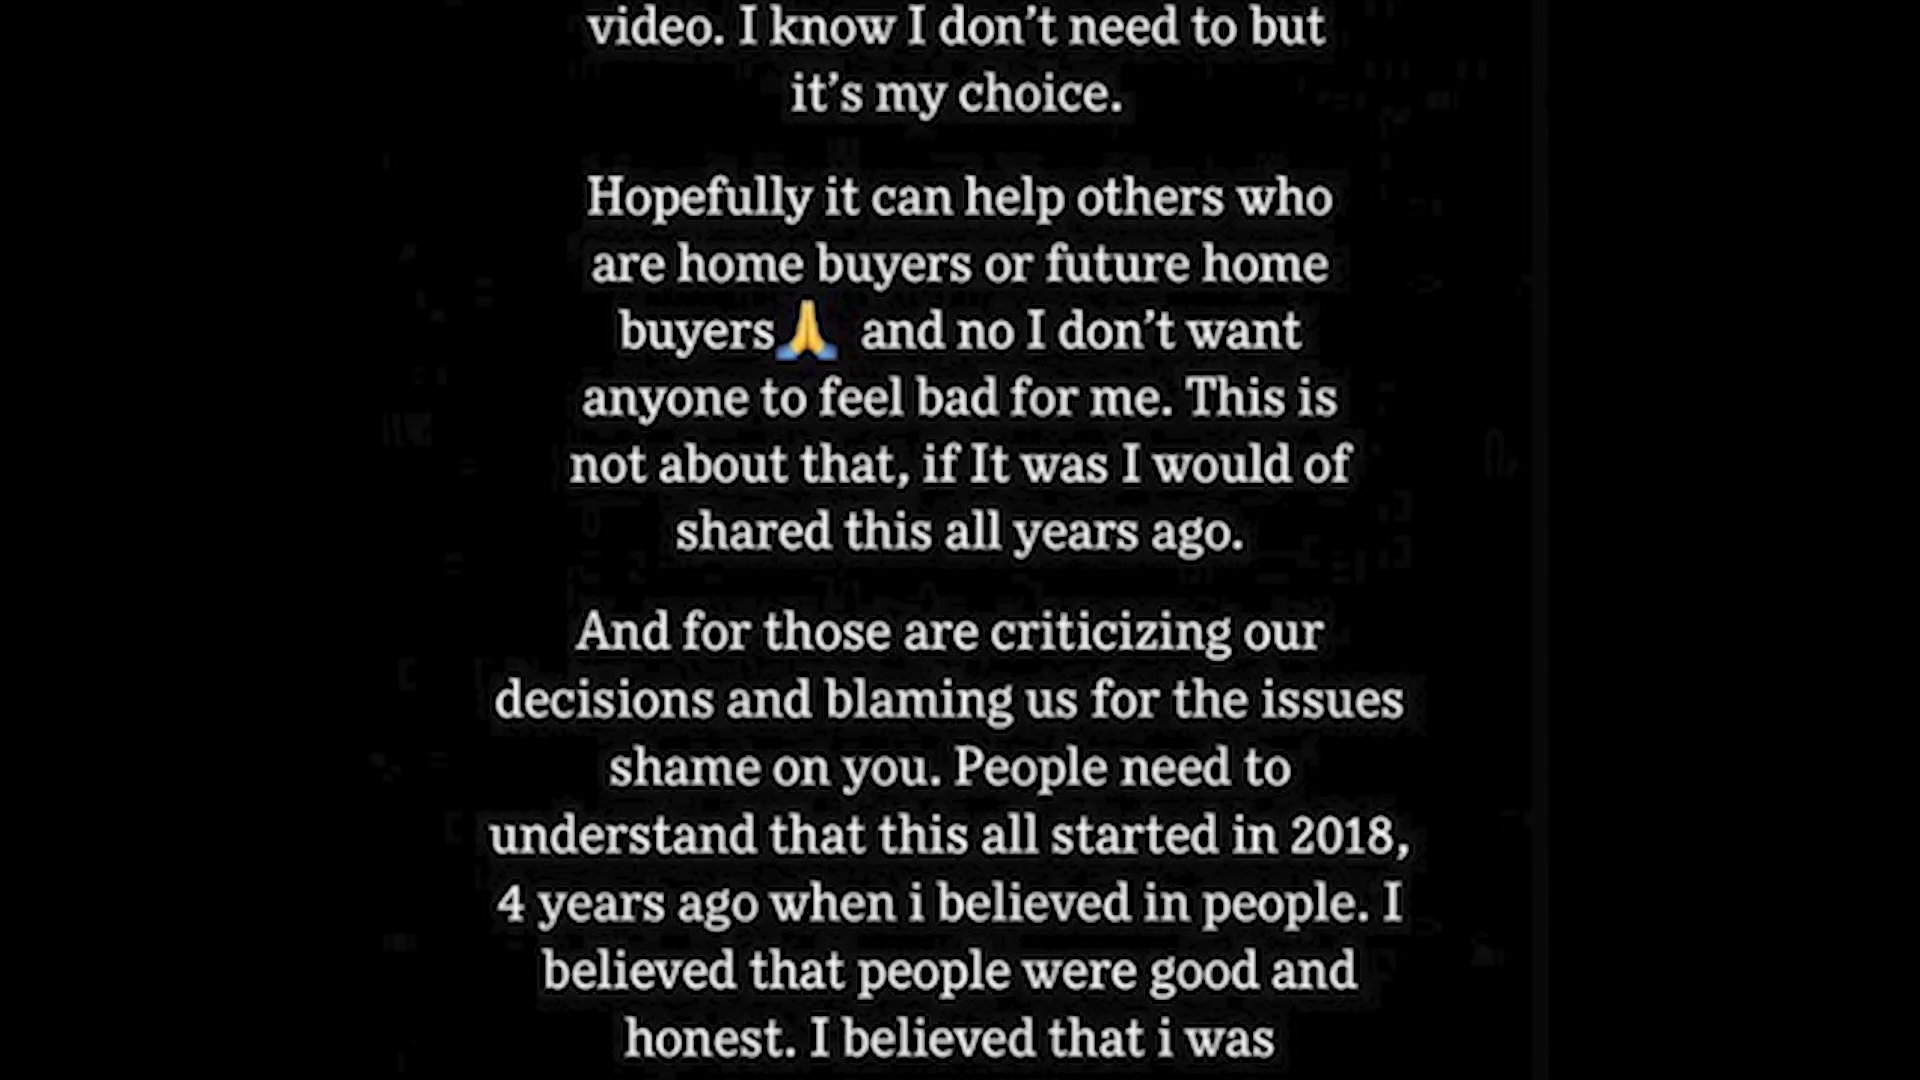 video. I know I don’t need to but
it’s my choice.
Hopefully it can help others who
are home buyers or future home
buyers🙏 and no I don’t want
anyone to feel bad for me. This is
not about that, if It was I would of
shared this all years ago.
And for those are criticizing our
decisions and blaming us for the issues
shame on you. People need to
understand that this all started in 2018,
4 years ago when i believed in people. I
believed that people were good and
honest. I believed that i was